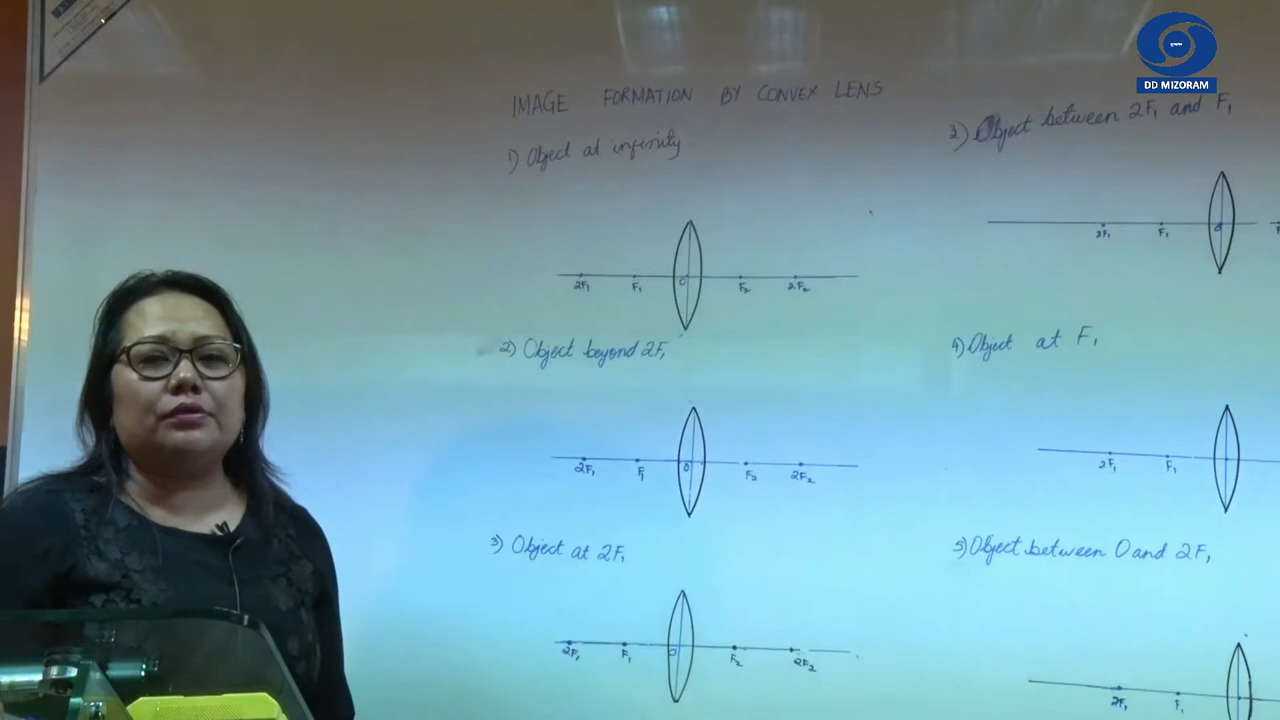 DD MIZORAM
IMAGE FORMATION BY CONVEX LENS
1) Object at infinity
2F₁ F₁ O F₂ 2F₂
2) Object beyond 2F₁
2F₁ F₁ O F₂ 2F₂
3) Object at 2F₁
2F₁ F₁ O F₂ 2F₂
3) Object between 2F₁ and F₁
2F₁ F₁ O
4) Object at F₁
2F₁ F₁
5) Object between O and 2F₁
2F₁ F₁